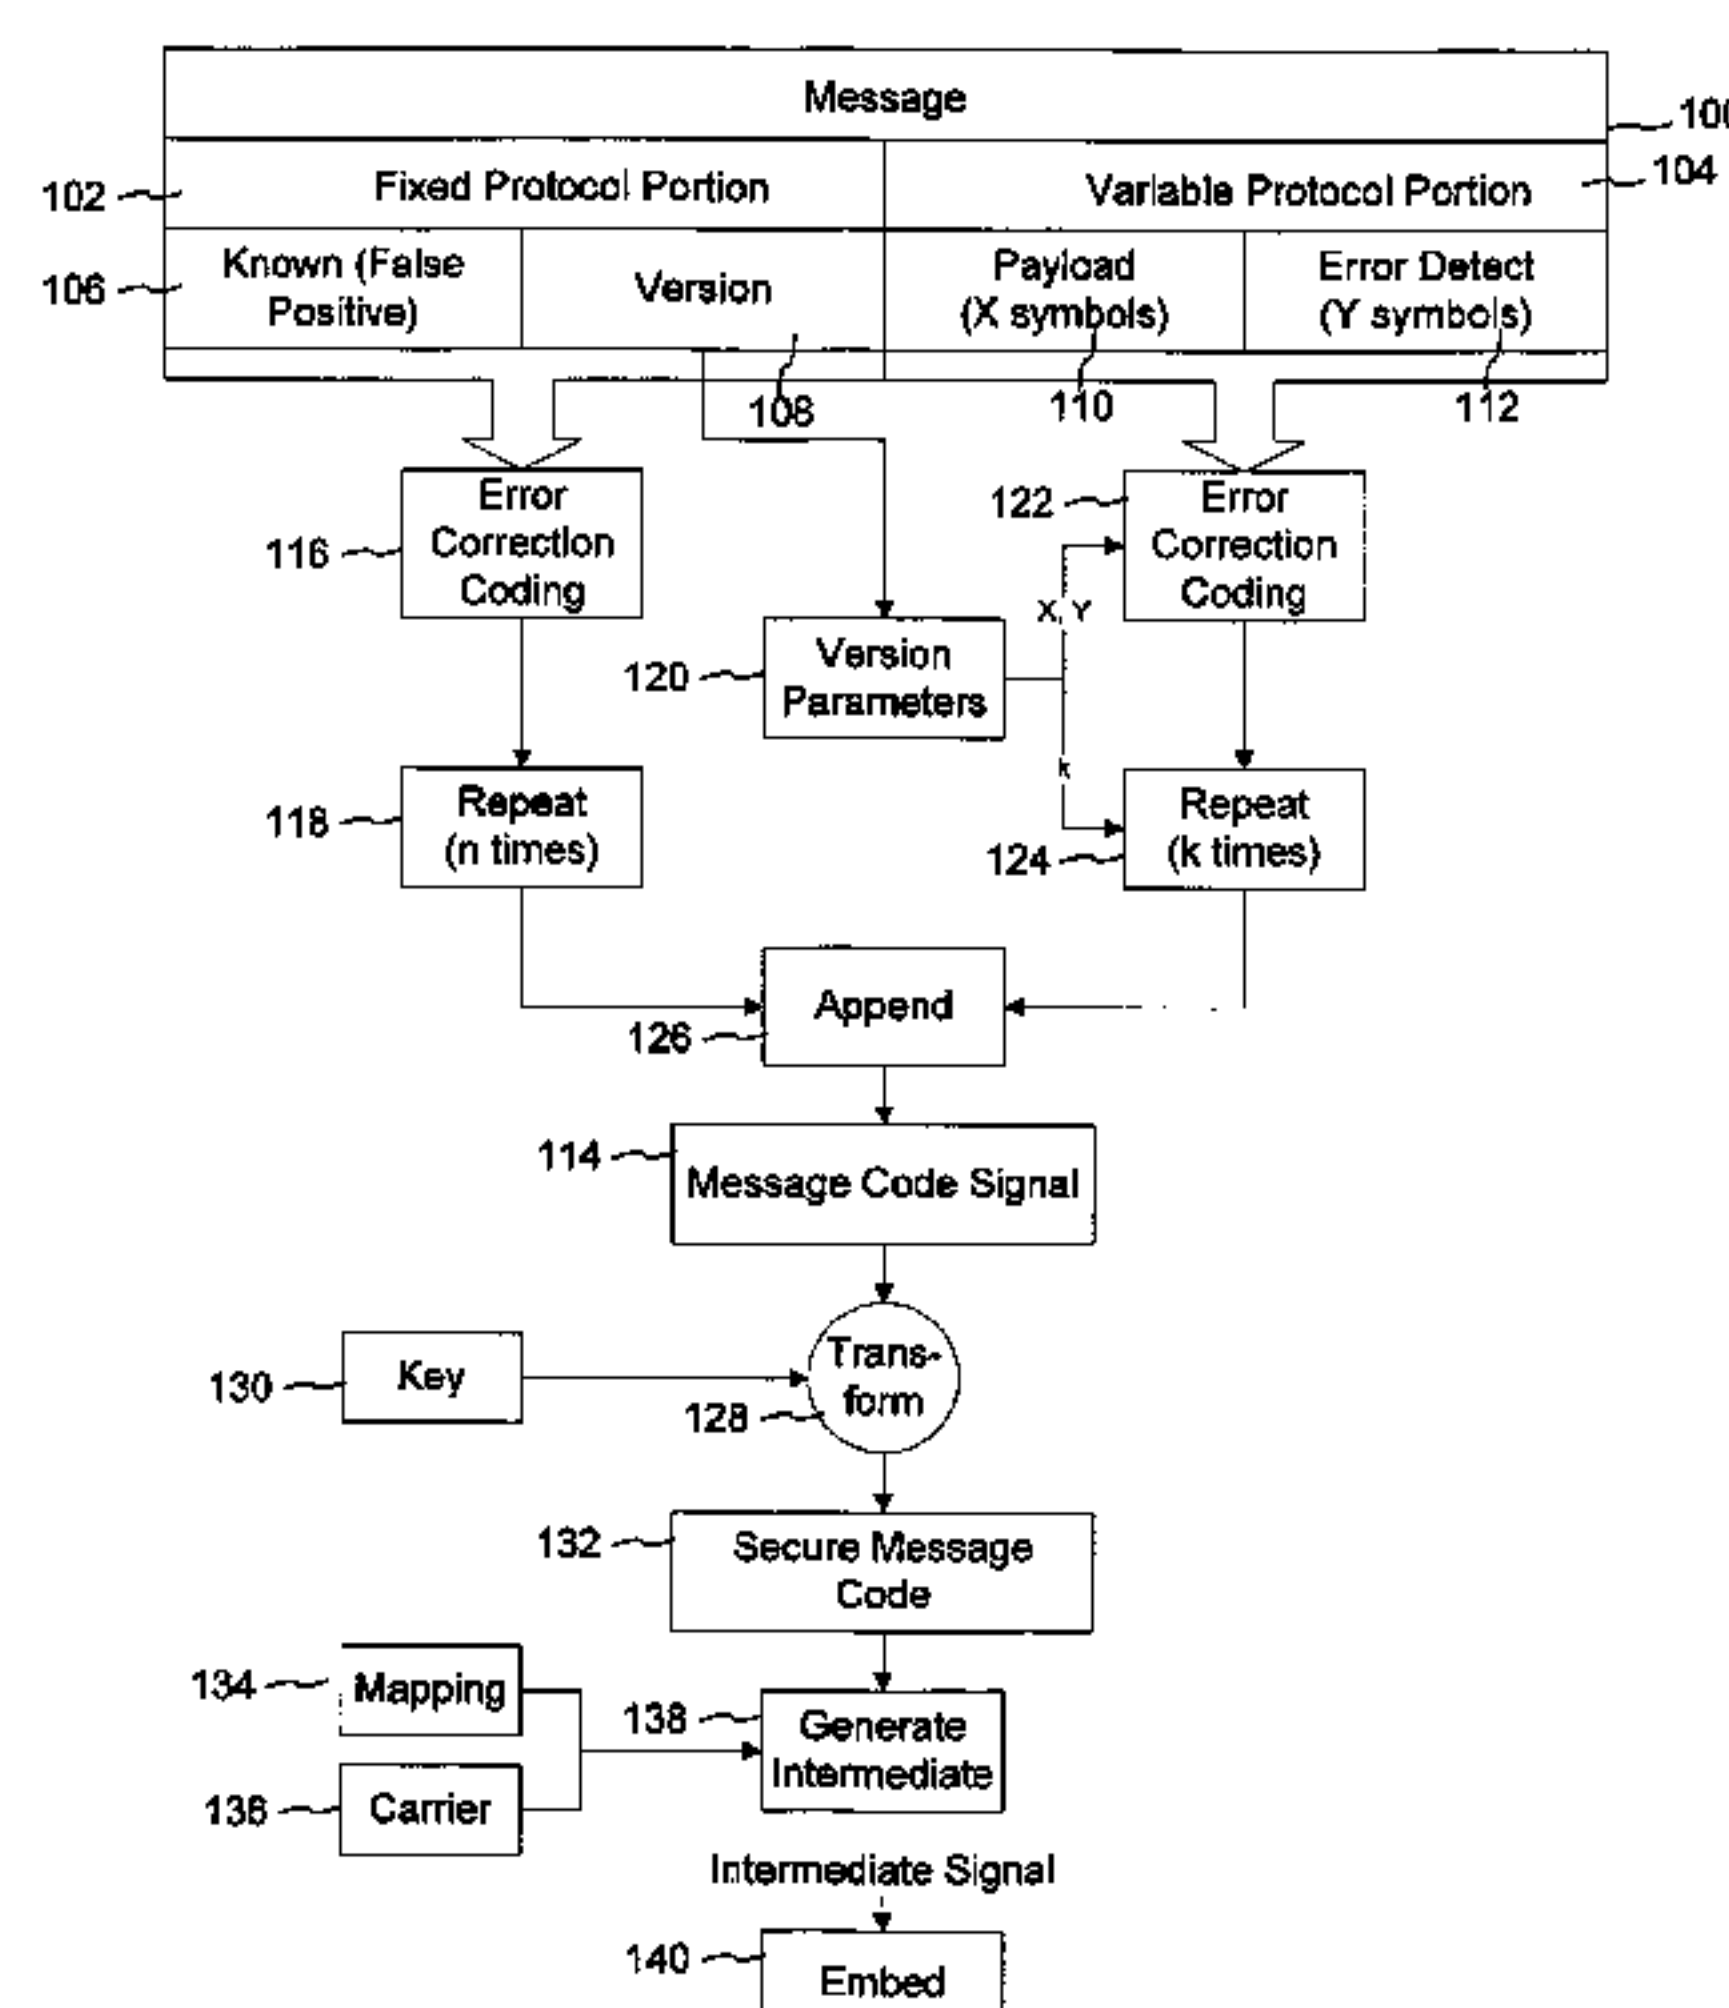 Message
100
102
Fixed Protocol Portion
Variable Protocol Portion
104
106
Known (False
Positive)
Version
Payload
(X symbols)
Error Detect
(Y symbols)
108
110
112
116
Error
Correction
Coding
122
Error
Correction
Coding
X, Y
120
Version
Parameters
k
118
Repeat
(n times)
124
Repeat
(k times)
126
Append
114
Message Code Signal
130
Key
Trans-
form
128
132
Secure Message
Code
134
Mapping
138
Generate
Intermediate
136
Carrier
Intermediate Signal
140
Embed